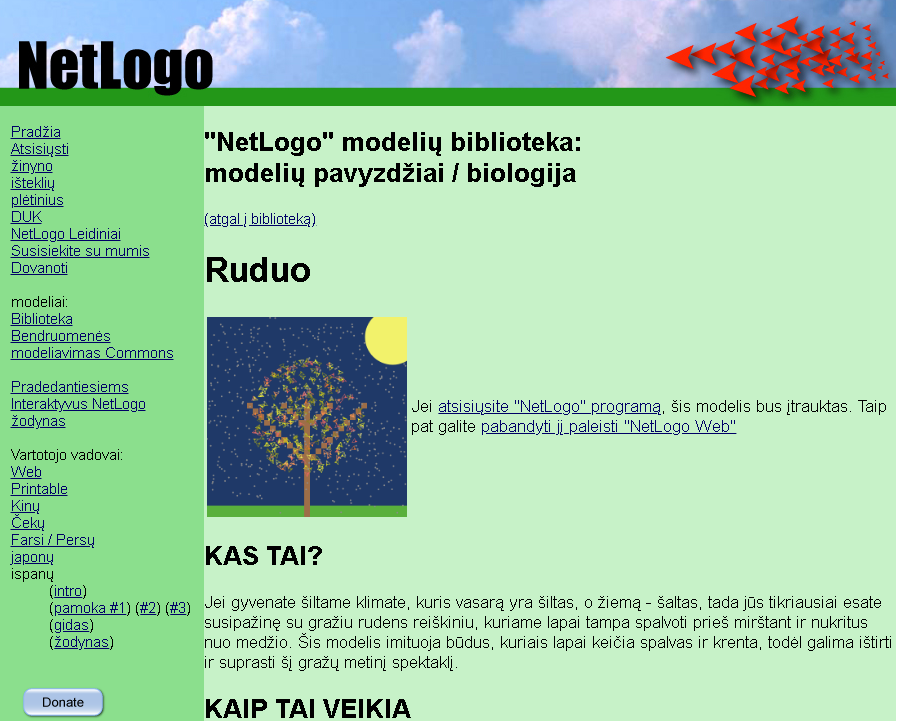 NetLogo
Pradžia
Atsisiųsti
žinyno
išteklių
plėtinius
DUK
NetLogo Leidiniai
Susisiekite su mumis
Dovanoti
modeliai:
Biblioteka
Bendruomenės
modeliavimas Commons
Pradedantiesiems
Interaktyvus NetLogo
žodynas
Vartotojo vadovai:
Web
Printable
Kinų
Čekų
Farsi / Persų
japonų
ispanų
(intro)
(pamoka #1) (#2) (#3)
(gidas)
(žodynas)
Donate
"NetLogo" modelių biblioteka:
modelių pavyzdžiai / biologija
(atgal į biblioteką)
Ruduo
Jei atsisiųsite "NetLogo" programą, šis modelis bus įtrauktas. Taip
pat galite pabandyti jį paleisti "NetLogo Web"
KAS TAI?
Jei gyvenate šiltame klimate, kuris vasarą yra šiltas, o žiemą - šaltas, tada jūs tikriausiai esate
susipažinę su gražiu rudens reiškiniu, kuriame lapai tampa spalvoti prieš mirštant ir nukritus
nuo medžio. Šis modelis imituoja būdus, kuriais lapai keičia spalvas ir krenta, todėl galima ištirti
ir suprasti šį gražų metinį spektaklį.
KAIP TAI VEIKIA